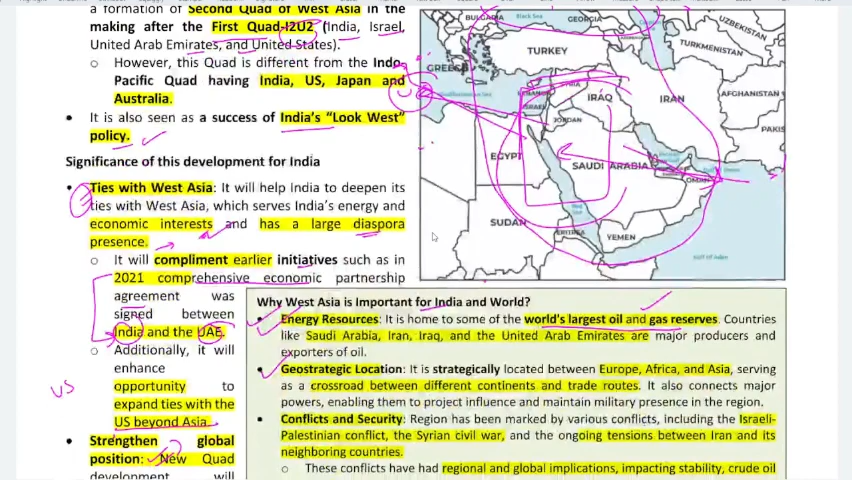 a formation of Second Quad of West Asia in the
making after the First Quad-I2U2 (India, Israel,
United Arab Emirates, and United States).
o However, this Quad is different from the Indo-
Pacific Quad having India, US, Japan and
Australia.
• It is also seen as a success of India's "Look West"
policy.
Significance of this development for India
• Ties with West Asia: It will help India to deepen its
ties with West Asia, which serves India's energy and
economic interests and has a large diaspora
presence.
o It will compliment earlier initiatives such as in
2021 comprehensive economic partnership
agreement was
signed between
India and the UAE.
o Additionally, it will
enhance
opportunity to
expand ties with the
US beyond Asia.
• Strengthen global
position: New Quad
development will
US
BULGARIA
Black Sea
GEORGIA
UZBEKISTAN
TURKMENISTAN
GREECE
TURKEY
SYRIA
LEBANON
ISRAEL
IRAQ
IRAN
AFGHANISTAN
JORDAN
PAKIS
EGYPT
SAUDI ARABIA
OMAN
Red Sea
SUDAN
ERITREA
YEMEN
Gulf Of Aden
Why West Asia is Important for India and World?
• Energy Resources: It is home to some of the world's largest oil and gas reserves. Countries
like Saudi Arabia, Iran, Iraq, and the United Arab Emirates are major producers and
exporters of oil.
• Geostrategic Location: It is strategically located between Europe, Africa, and Asia, serving
as a crossroad between different continents and trade routes. It also connects major
powers, enabling them to project influence and maintain military presence in the region.
• Conflicts and Security: Region has been marked by various conflicts, including the Israeli-
Palestinian conflict, the Syrian civil war, and the ongoing tensions between Iran and its
neighboring countries.
o These conflicts have had regional and global implications, impacting stability, crude oil